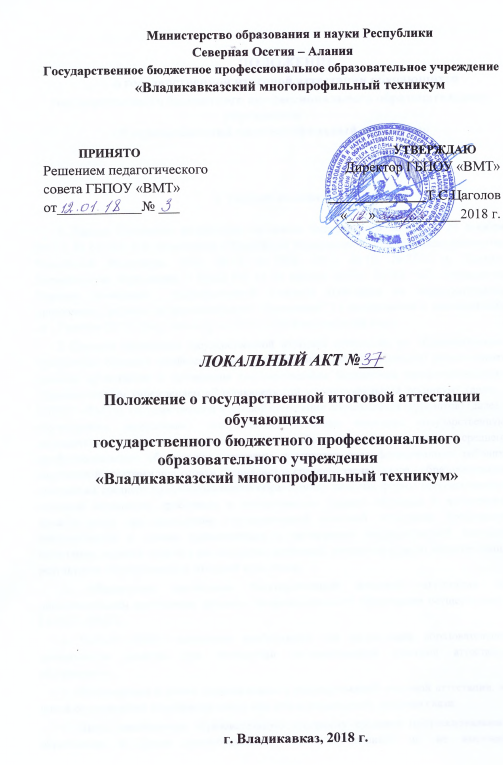 Министерство образования и науки Республики
Северная Осетия – Алания
Государственное бюджетное профессиональное образовательное учреждение
«Владикавказский многопрофильный техникум
ПРИНЯТО
Решением педагогического
совета ГБПОУ «ВМТ»
от 12.01 18 № 3
УТВЕРЖДАЮ
Директор ГБПОУ «ВМТ»
Т.С.Цаголов
« 12 » 2018 г.
ЛОКАЛЬНЫЙ АКТ № 37
Положение о государственной итоговой аттестации
обучающихся
государственного бюджетного профессионального
образовательного учреждения
«Владикавказский многопрофильный техникум»
г. Владикавказ, 2018 г.